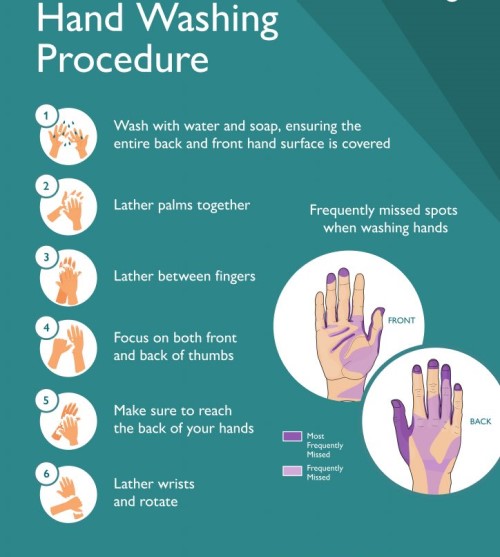 Hand Washing
Procedure
1
Wash with water and soap, ensuring the
entire back and front hand surface is covered
2
Lather palms together
3
Lather between fingers
4
Focus on both front
and back of thumbs
5
Make sure to reach
the back of your hands
6
Lather wrists
and rotate
Frequently missed spots
when washing hands
FRONT
BACK
Most
Frequently
Missed
Frequently
Missed